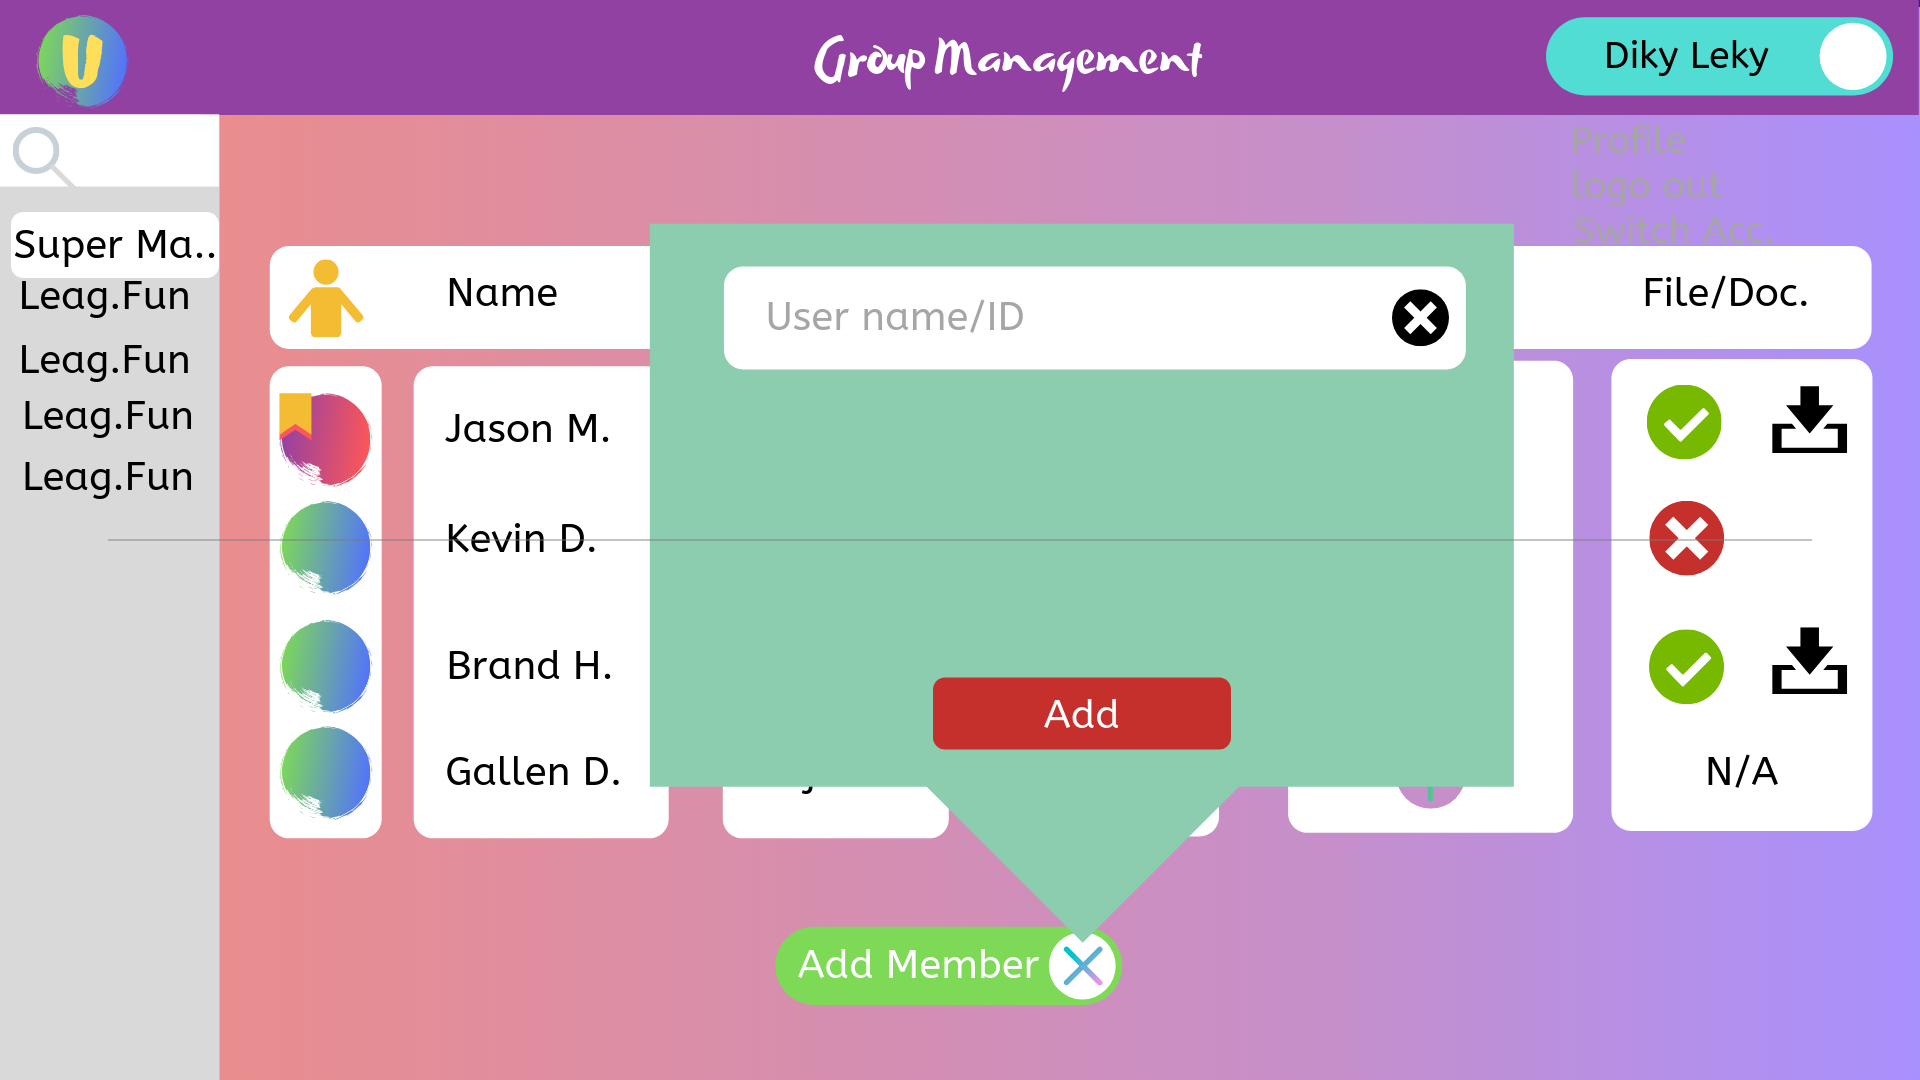 U
Group Management
Diky Leky
Profile
logo out
Switch Acc.
Super Ma..
Leag.Fun
Leag.Fun
Leag.Fun
Leag.Fun
Name
File/Doc.
User name/ID
Jason M.
Kevin D.
Brand H.
Gallen D.
N/A
Add
Add Member